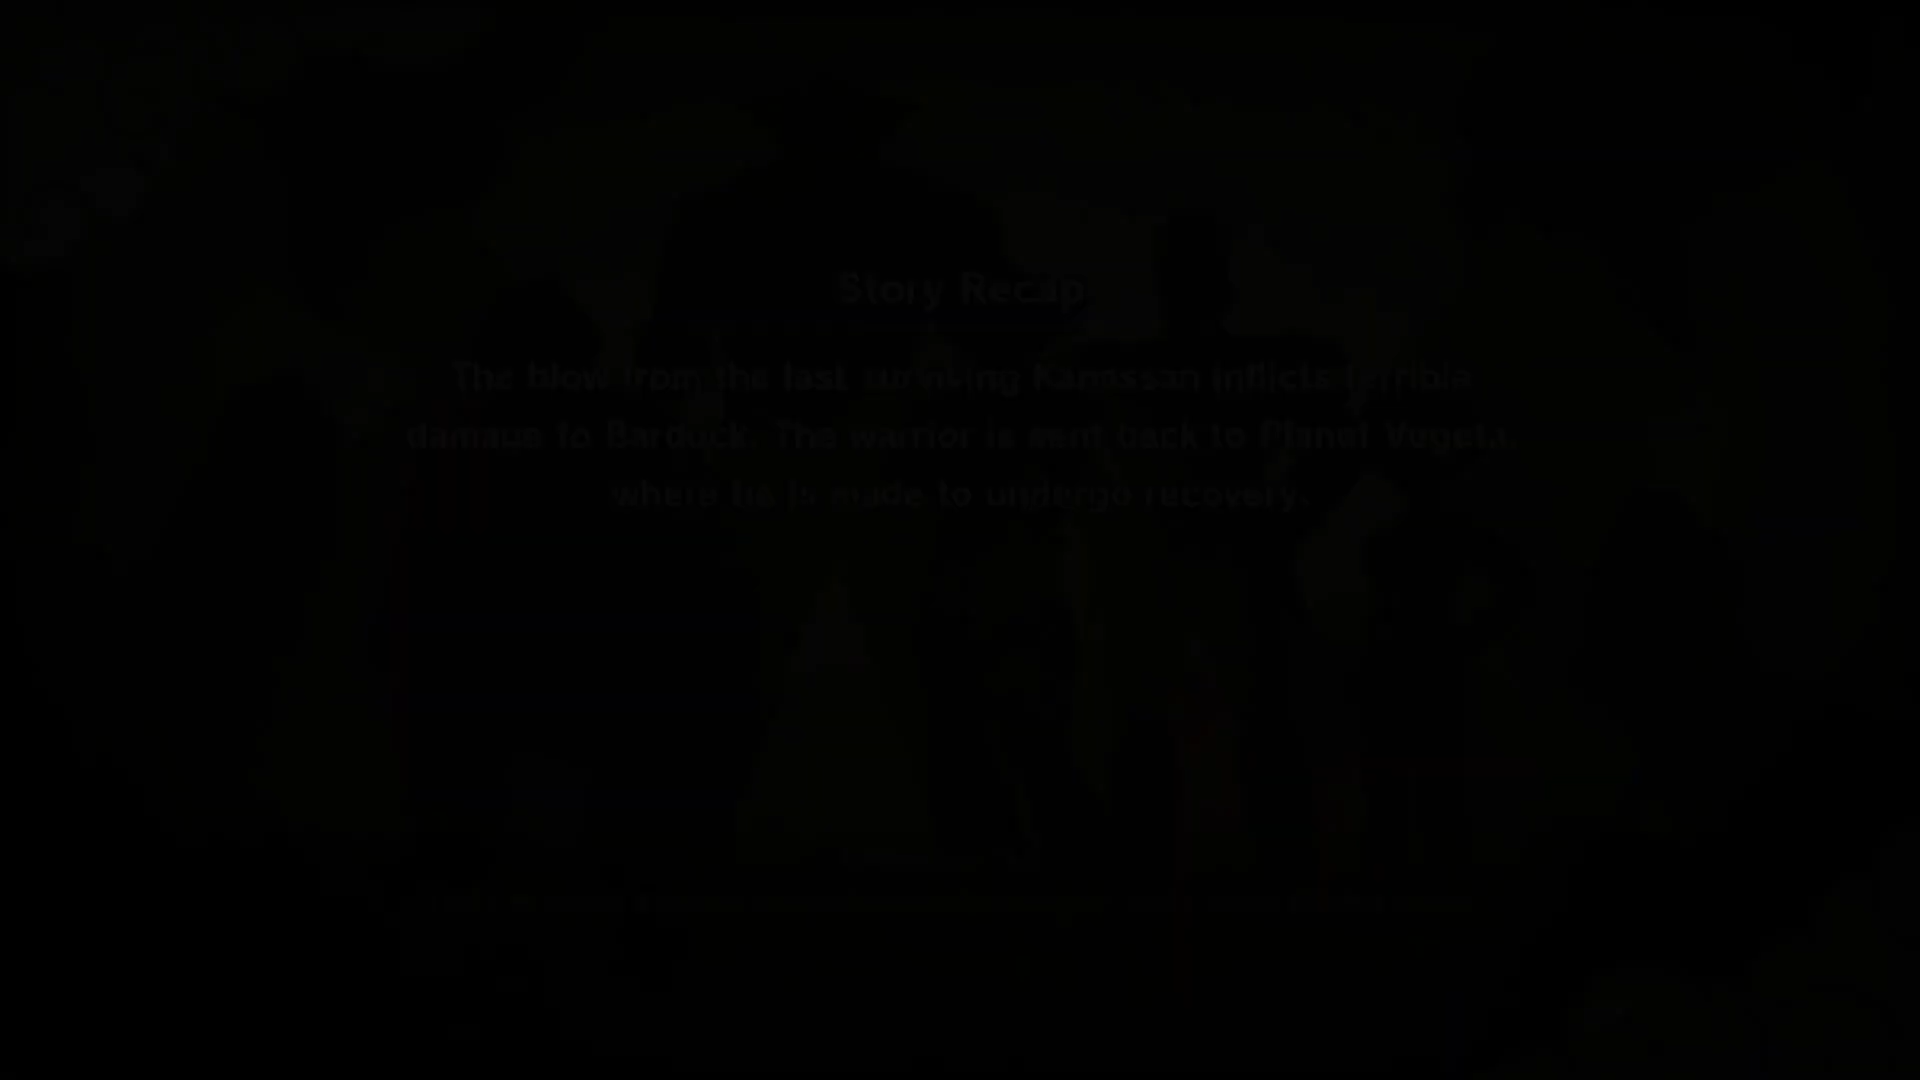 Story Recap
The blow from the last surviving Kanassan inflicts terrible
damage to Bardock. The warrior is sent back to Planet Vegeta,
where he is made to undergo recovery.